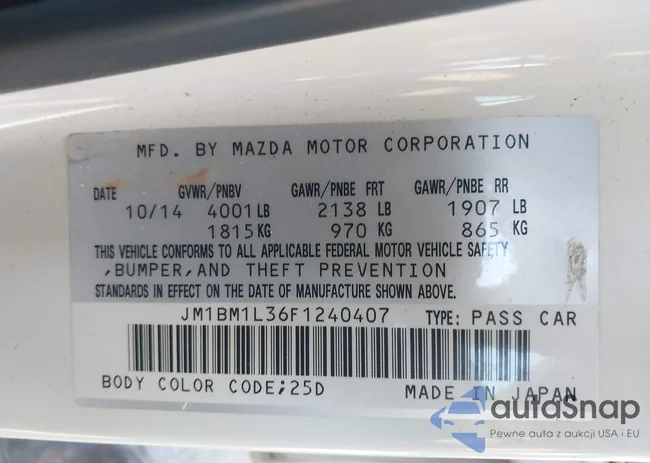 MFD. BY MAZDA MOTOR CORPORATION
DATE GVWR/PNBV GAWR/PNBE FRT GAWR/PNBE RR
10/14 4001 LB 2138 LB 1907 LB
1815 KG 970 KG 865 KG
THIS VEHICLE CONFORMS TO ALL APPLICABLE FEDERAL MOTOR VEHICLE SAFETY
,BUMPER,AND THEFT PREVENTION
STANDARDS IN EFFECT ON THE DATE OF MANUFACTURE SHOWN ABOVE.
JM1BM1L36F1240407 TYPE: PASS CAR
BODY COLOR CODE;25D MADE IN JAPAN
autaSnap
Pewne auta z aukcji USA i EU